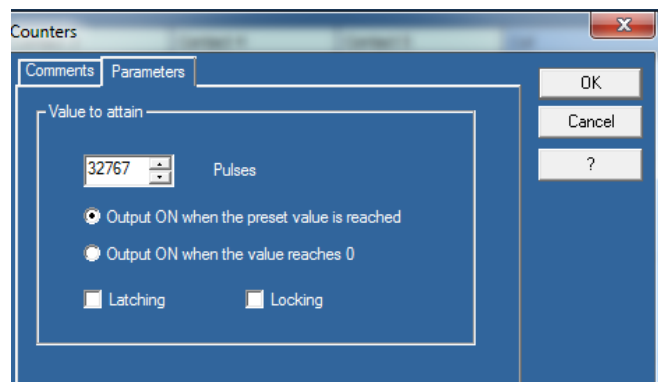 Counters
Comments Parameters
OK
Value to attain
Cancel
32767 Pulses
?
Output ON when the preset value is reached
Output ON when the value reaches 0
Latching Locking